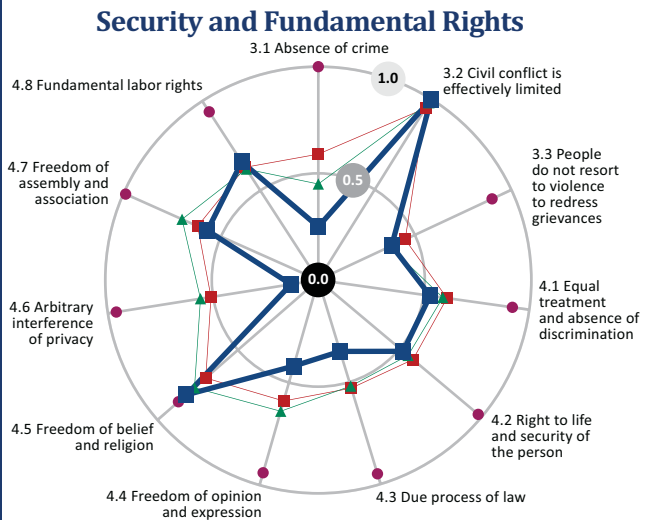 Security and Fundamental Rights
3.1 Absence of crime
1.0
3.2 Civil conflict is
effectively limited
4.8 Fundamental labor rights
3.3 People
do not resort
to violence
to redress
grievances
0.5
4.7 Freedom of
assembly and
association
0.0
4.1 Equal
treatment
and absence of
discrimination
4.6 Arbitrary
interference
of privacy
4.2 Right to life
and security of
the person
4.5 Freedom of belief
and religion
4.4 Freedom of opinion
and expression
4.3 Due process of law